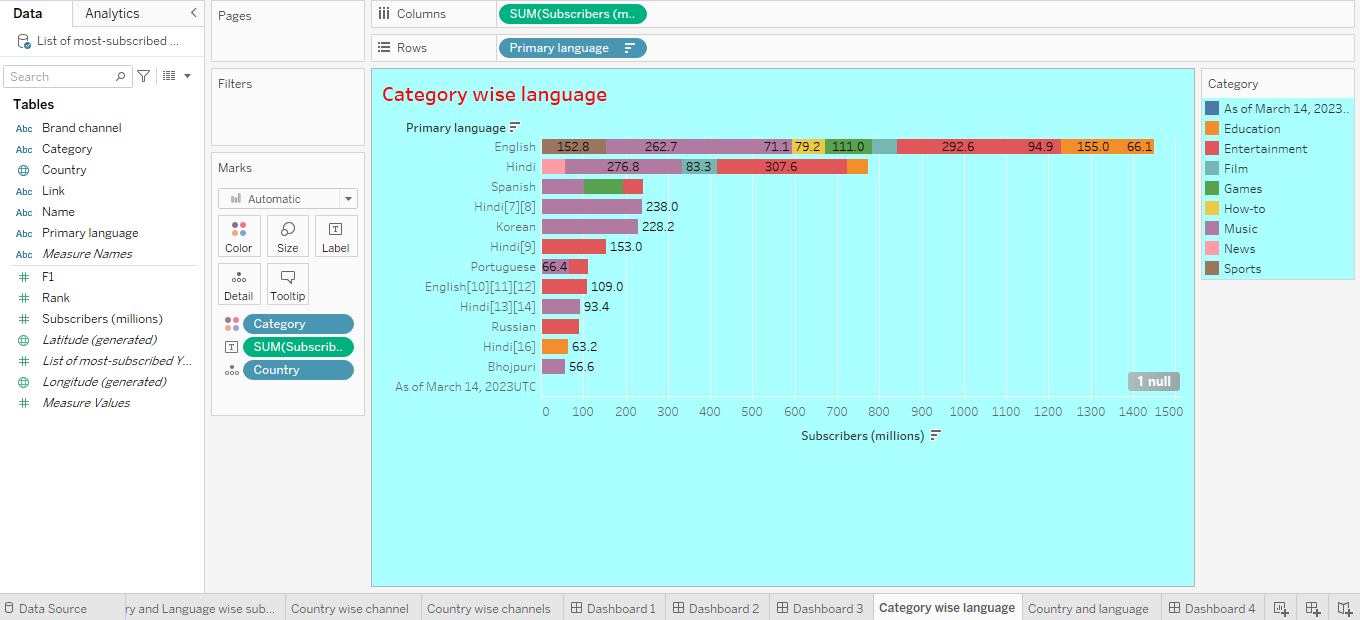 Data
Analytics
List of most-subscribed ...
Search
Tables
Abc Brand channel
Abc Category
Country
Abc Link
Abc Name
Abc Primary language
Abc Measure Names
F1
Rank
Subscribers (millions)
Latitude (generated)
List of most-subscribed Y...
Longitude (generated)
Measure Values
Pages
Filters
Marks
Automatic
Color Size Label
Detail Tooltip
Category
SUM(Subscrib..
Country
Columns SUM(Subscribers (m..
Rows Primary language
Category wise language
Primary language
English 152.8 262.7 71.1 79.2 111.0 292.6 94.9 155.0 66.1
Hindi 276.8 83.3 307.6
Spanish
Hindi[7][8] 238.0
Korean 228.2
Hindi[9] 153.0
Portuguese 66.4
English[10][11][12] 109.0
Hindi[13][14] 93.4
Russian
Hindi[16] 63.2
Bhojpuri 56.6
As of March 14, 2023UTC
1 null
0 100 200 300 400 500 600 700 800 900 1000 1100 1200 1300 1400 1500
Subscribers (millions)
Category
As of March 14, 2023..
Education
Entertainment
Film
Games
How-to
Music
News
Sports
Data Source
ry and Language wise sub...
Country wise channel
Country wise channels
Dashboard 1
Dashboard 2
Dashboard 3
Category wise language
Country and language
Dashboard 4